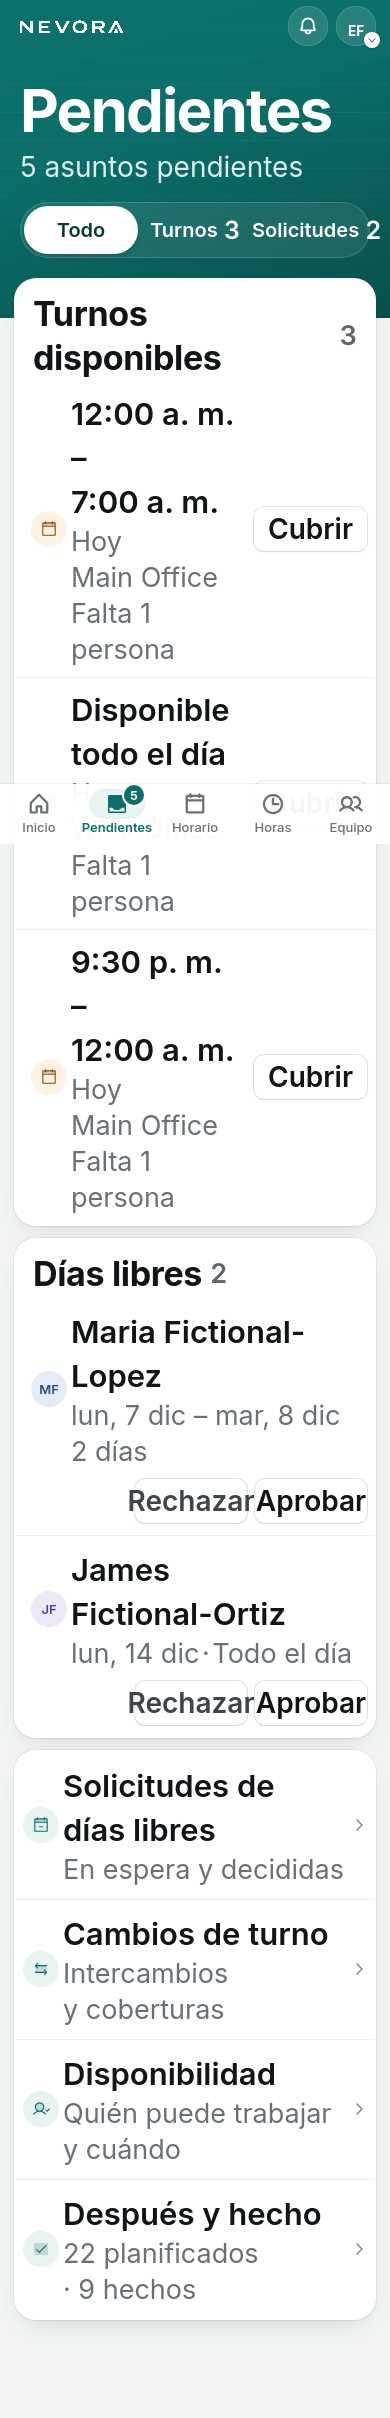 NEVORA
EF
Pendientes
5 asuntos pendientes
Todo
Turnos 3
Solicitudes 2
Turnos
disponibles
3
12:00 a. m.
–
7:00 a. m.
Hoy
Main Office
Falta 1
persona
Cubrir
Disponible
todo el día
Inicio
5
Pendientes
Horario
Horas
Equipo
Falta 1
persona
9:30 p. m.
–
12:00 a. m.
Hoy
Main Office
Falta 1
persona
Cubrir
Días libres 2
MF
Maria Fictional-
Lopez
lun, 7 dic – mar, 8 dic
2 días
Rechazar
Aprobar
JF
James
Fictional-Ortiz
lun, 14 dic · Todo el día
Rechazar
Aprobar
Solicitudes de
días libres
En espera y decididas
Cambios de turno
Intercambios
y coberturas
Disponibilidad
Quién puede trabajar
y cuándo
Después y hecho
22 planificados
· 9 hechos